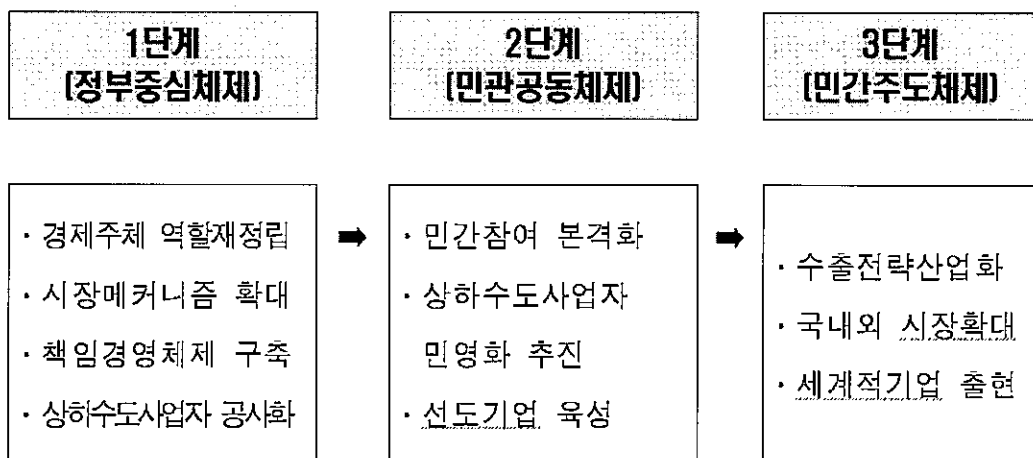 1단계
(정부중심체제)
2단계
(민관공동체제)
3단계
(민간주도체제)
· 경제주체 역할재정립
· 시장메커니즘 확대
· 책임경영체제 구축
· 상하수도사업자 공사화
➡
· 민간참여 본격화
· 상하수도사업자
민영화 추진
· 선도기업 육성
➡
· 수출전략산업화
· 국내외 시장확대
· 세계적기업 출현